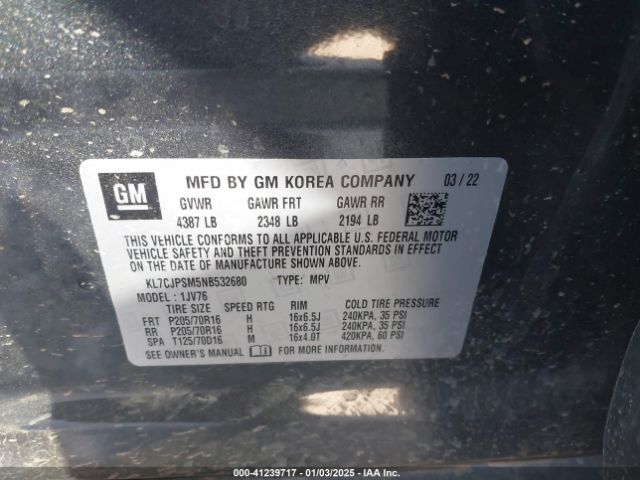 GM
MFD BY GM KOREA COMPANY 03/22
GVWR GAWR FRT GAWR RR
4387 LB 2348 LB 2194 LB
THIS VEHICLE CONFORMS TO ALL APPLICABLE U.S. FEDERAL MOTOR
VEHICLE SAFETY AND THEFT PREVENTION STANDARDS IN EFFECT
ON THE DATE OF MANUFACTURE SHOWN ABOVE.
KL7CJPSM5NB532680 TYPE: MPV
MODEL: 1JV76
TIRE SIZE SPEED RTG RIM COLD TIRE PRESSURE
FRT P205/70R16 H 16x6.5J 240KPA, 35 PSI
RR P205/70R16 H 16x6.5J 240KPA, 35 PSI
SPA T125/70D16 M 16x4.0T 420KPA, 60 PSI
SEE OWNER'S MANUAL FOR MORE INFORMATION.
000-41239717 - 01/03/2025 - IAA Inc.